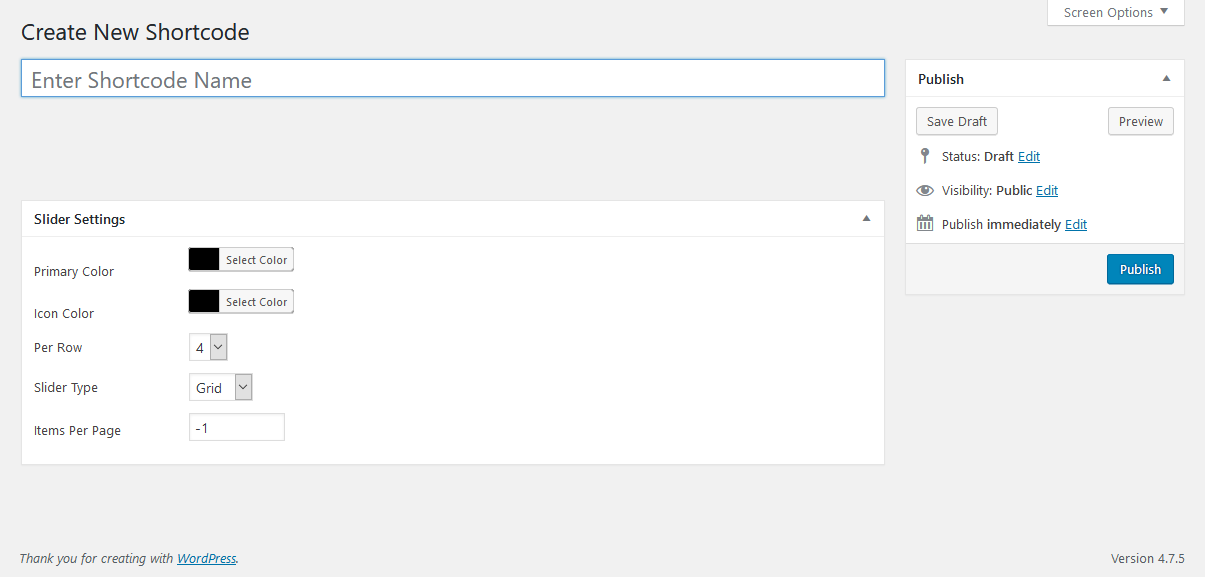 Screen Options
Create New Shortcode
Enter Shortcode Name
Publish
Save Draft
Preview
Status: Draft Edit
Visibility: Public Edit
Publish immediately Edit
Publish
Slider Settings
Primary Color
Select Color
Icon Color
Select Color
Per Row
4
Slider Type
Grid
Items Per Page
-1
Thank you for creating with WordPress.
Version 4.7.5